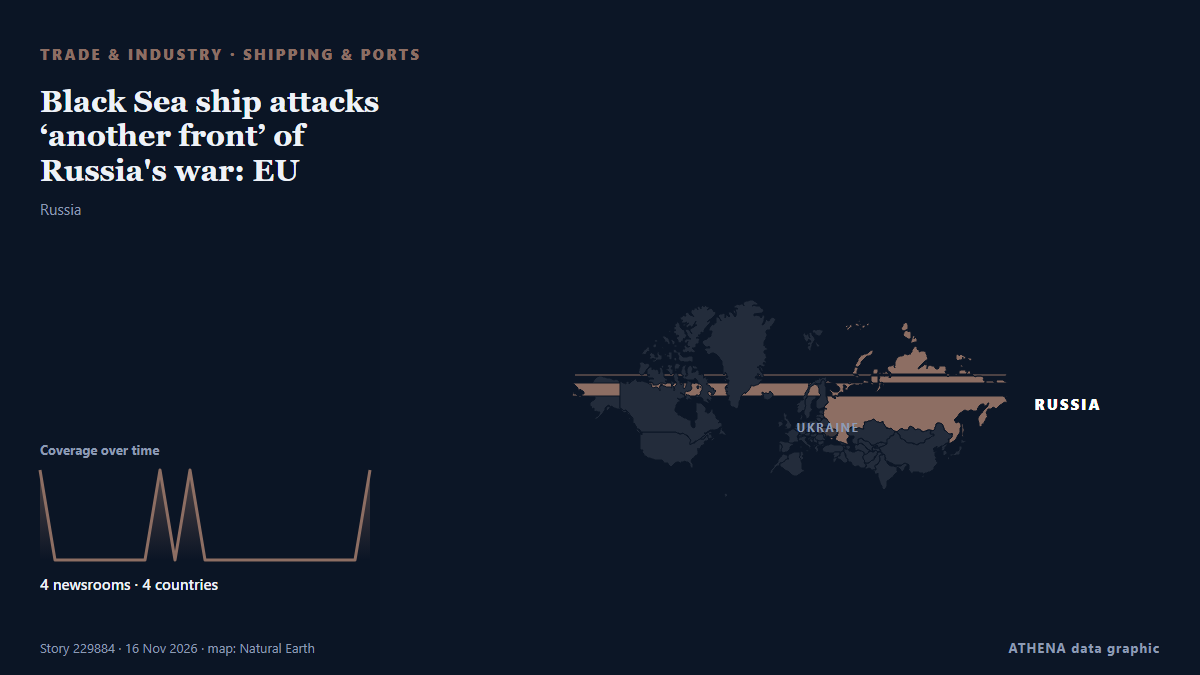 TRADE & INDUSTRY · SHIPPING & PORTS
Black Sea ship attacks
‘another front’ of
Russia's war: EU
Russia
RUSSIA
UKRAINE
Coverage over time
4 newsrooms · 4 countries
Story 229884 · 16 Nov 2026 · map: Natural Earth
ATHENA data graphic